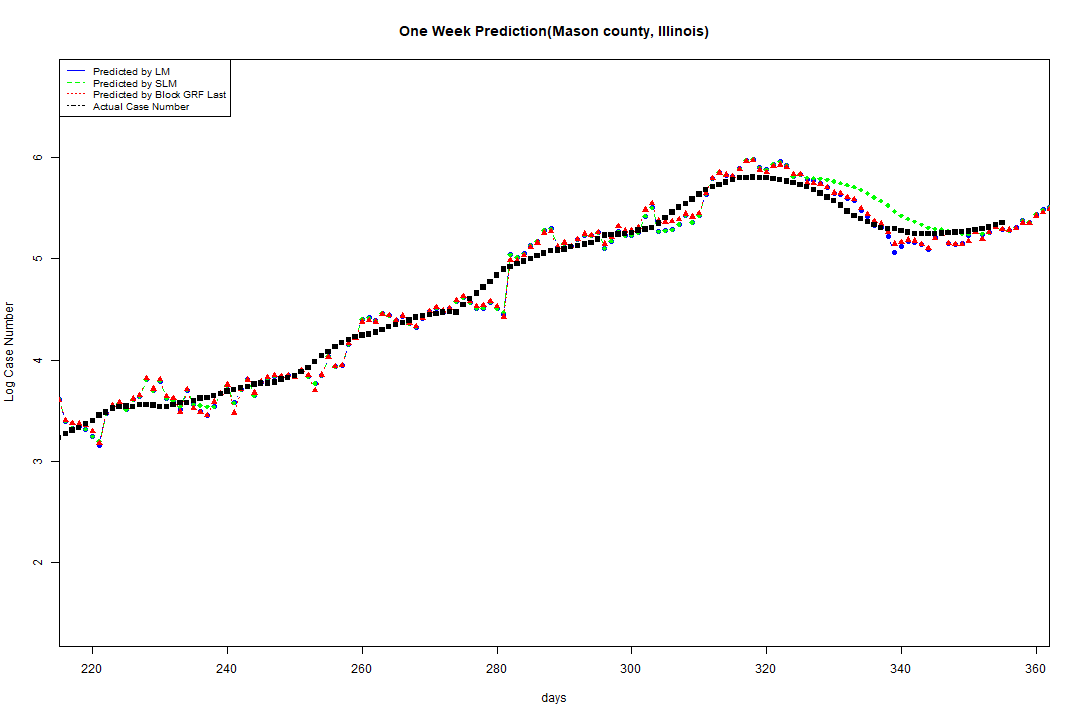 One Week Prediction(Mason county, Illinois)
Predicted by LM
Predicted by SLM
Predicted by Block GRF Last
Actual Case Number
Log Case Number
6
5
4
3
2
220 240 260 280 300 320 340 360
days